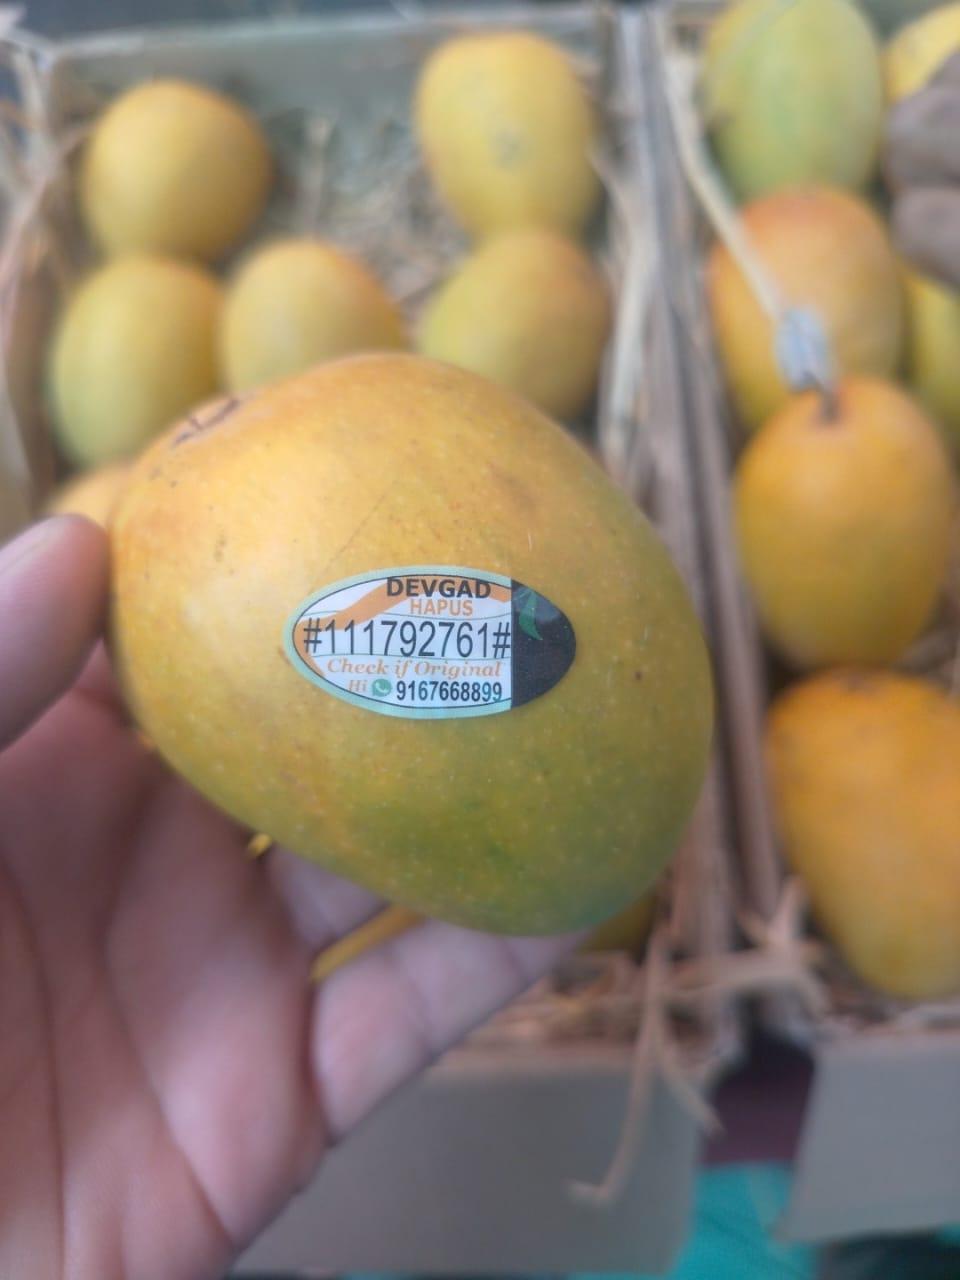 DEVGAD
HAPUS
#111792761#
Check if Original
Hi 9167668899